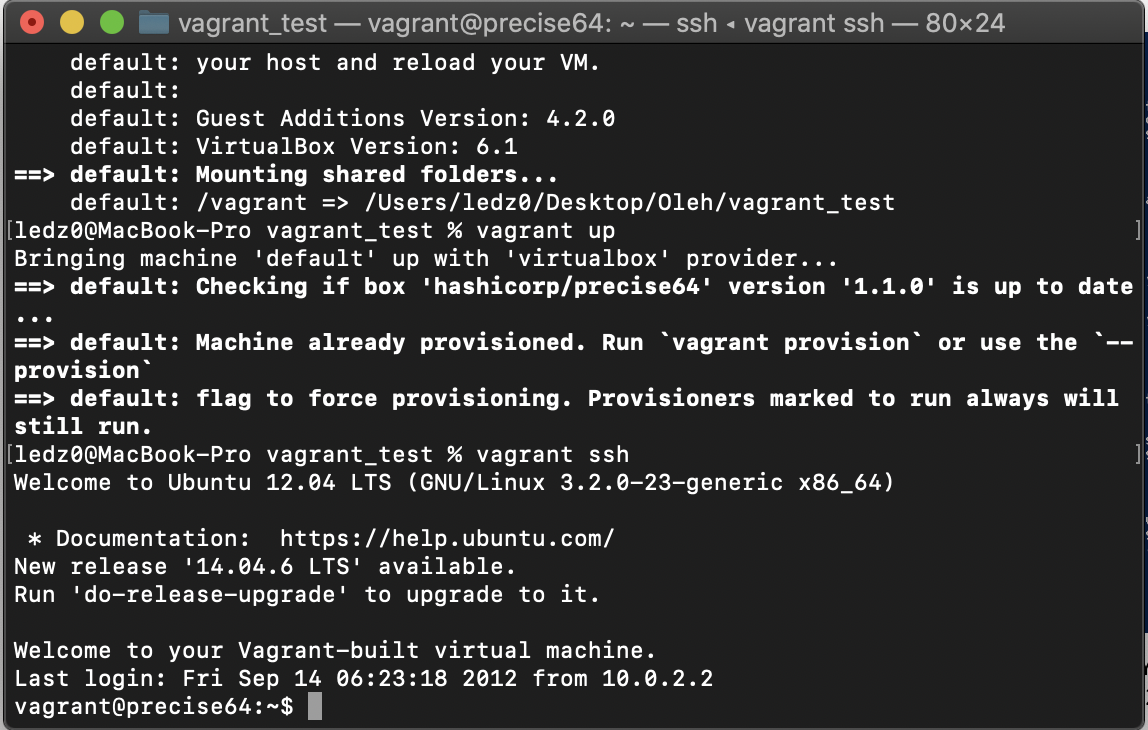 vagrant_test — vagrant@precise64: ~ — ssh ◂ vagrant ssh — 80×24
default: your host and reload your VM.
default:
default: Guest Additions Version: 4.2.0
default: VirtualBox Version: 6.1
==> default: Mounting shared folders...
default: /vagrant => /Users/ledz0/Desktop/Oleh/vagrant_test
[ledz0@MacBook-Pro vagrant_test % vagrant up ]
Bringing machine 'default' up with 'virtualbox' provider...
==> default: Checking if box 'hashicorp/precise64' version '1.1.0' is up to date
...
==> default: Machine already provisioned. Run `vagrant provision` or use the `--
provision`
==> default: flag to force provisioning. Provisioners marked to run always will
still run.
[ledz0@MacBook-Pro vagrant_test % vagrant ssh ]
Welcome to Ubuntu 12.04 LTS (GNU/Linux 3.2.0-23-generic x86_64)
* Documentation:  https://help.ubuntu.com/
New release '14.04.6 LTS' available.
Run 'do-release-upgrade' to upgrade to it.
Welcome to your Vagrant-built virtual machine.
Last login: Fri Sep 14 06:23:18 2012 from 10.0.2.2
vagrant@precise64:~$